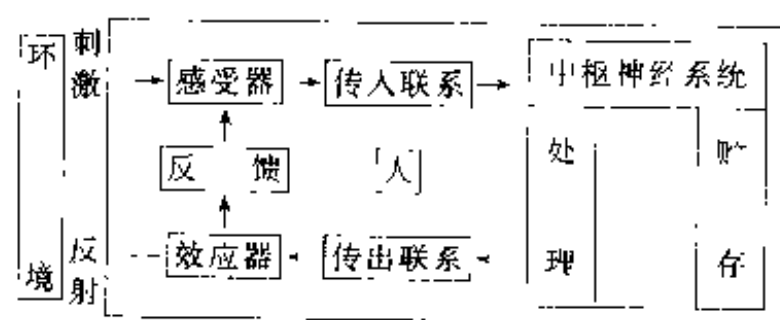 环境
刺激
感受器
传入联系
中枢神经系统
反馈
[人]
处理
贮存
反射
效应器
传出联系